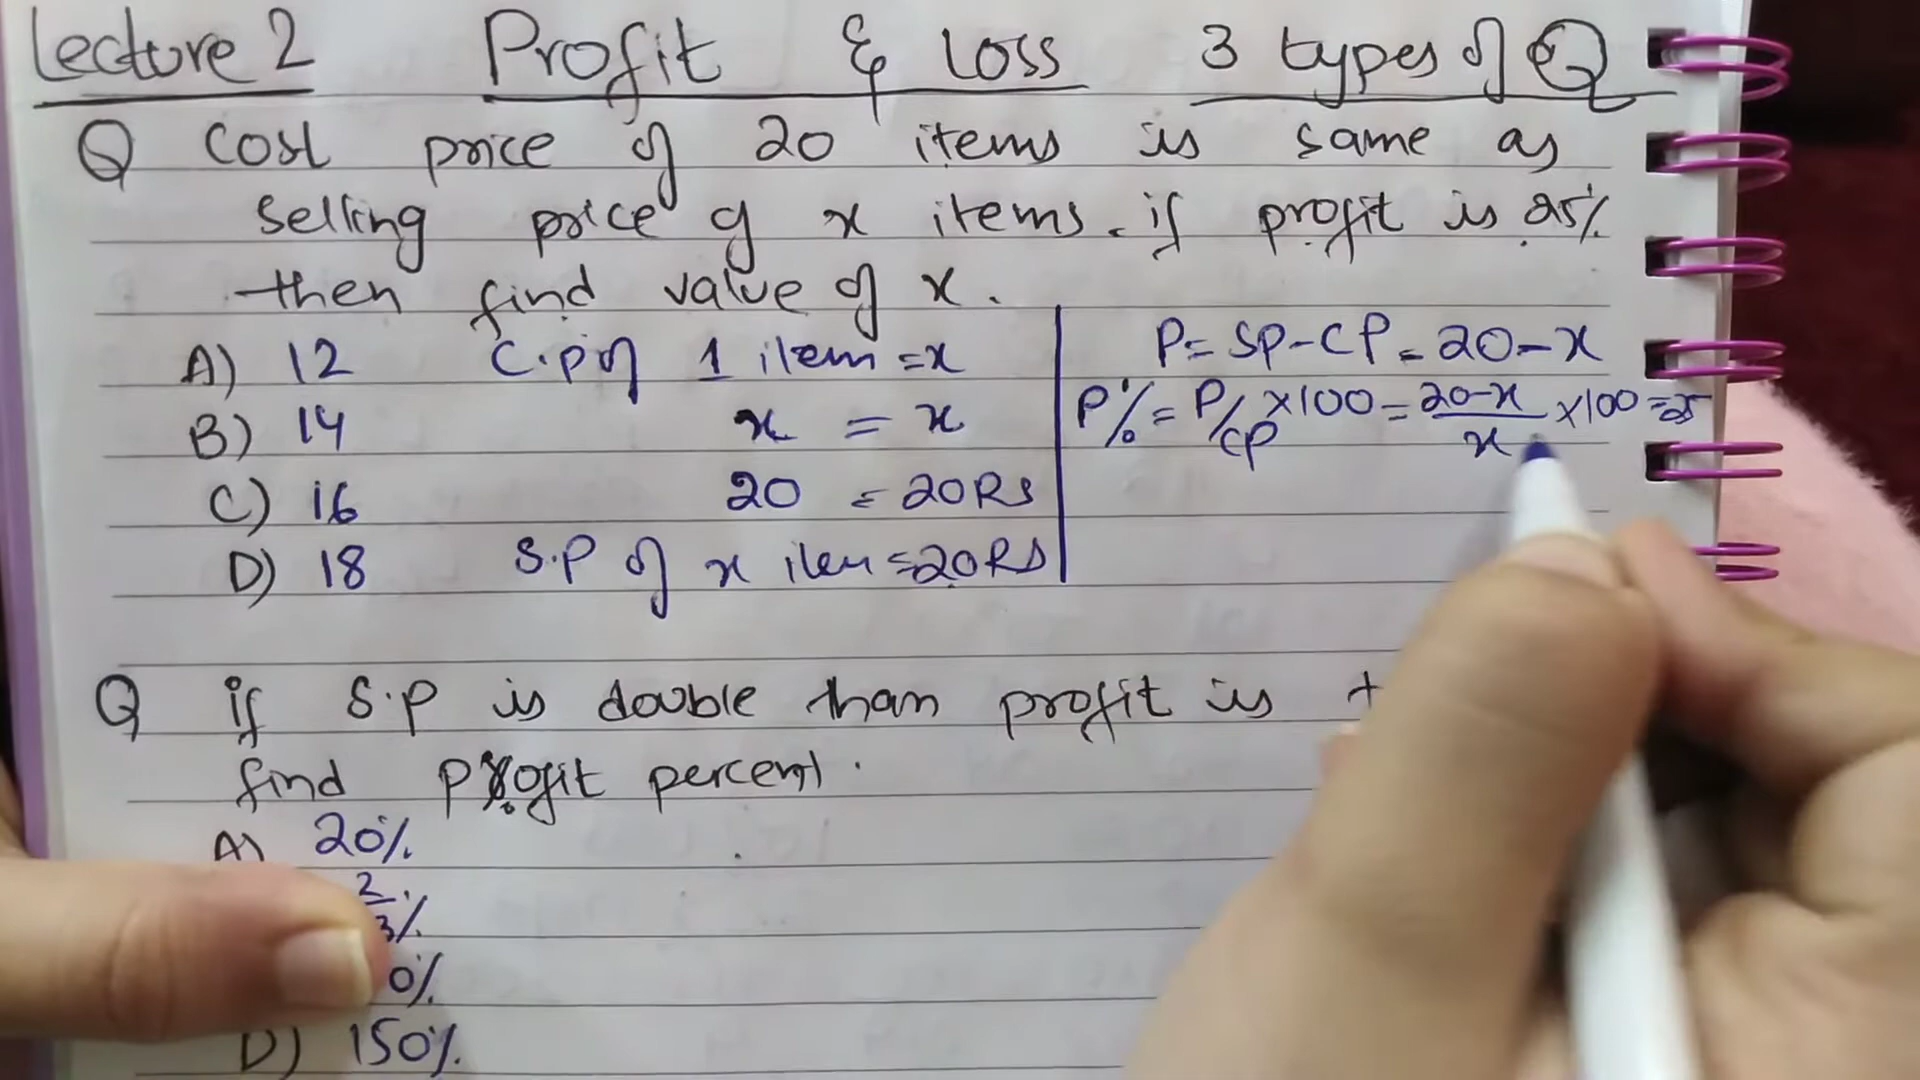 Lecture 2 Profit & Loss 3 types of Q
Q Cost price of 20 items is same as
selling price of x items. if profit is 25%
then find value of x.
A) 12 C.P of 1 item = x
B) 14 x = x
C) 16 20 = 20RS
D) 18 S.P of x item = 20RS
P = SP - CP = 20 - x
P% = P/CP × 100 = 20-x/x × 100 = 25
Q if S.P is double than profit is
find profit percent.
A) 20%
2/3%
0%
D) 150%